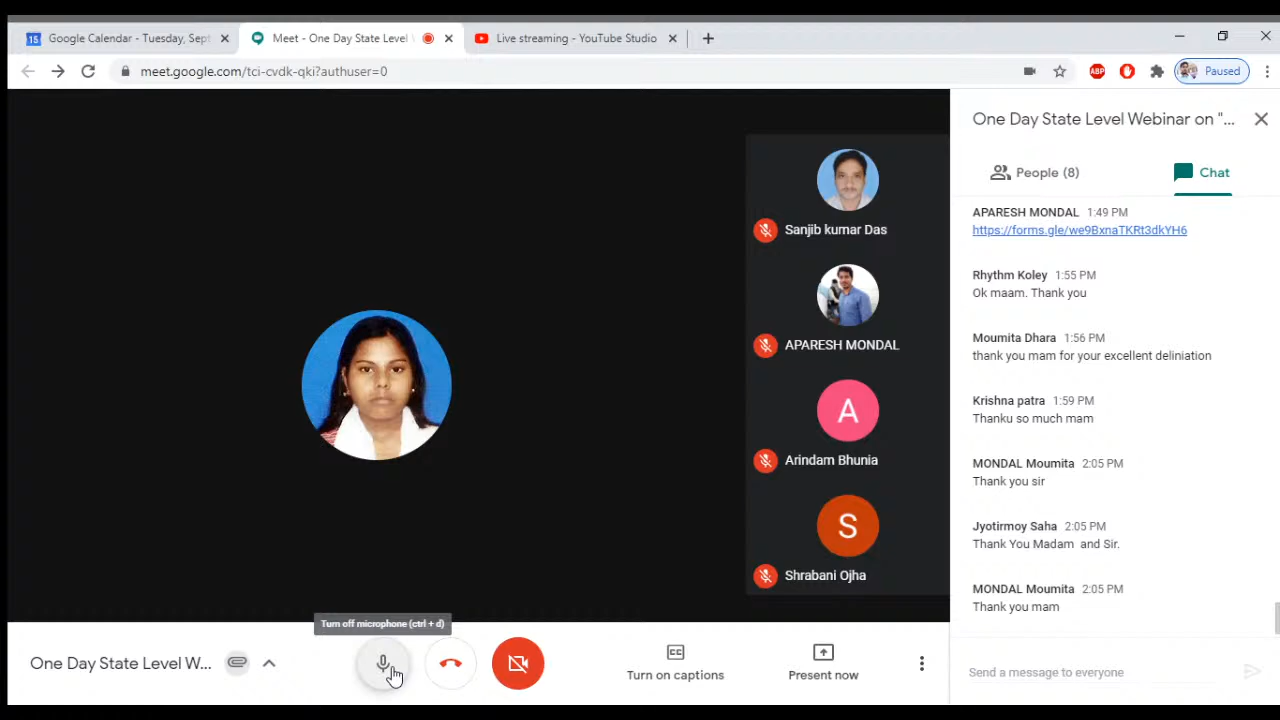 15 Google Calendar - Tuesday, Sept
Meet - One Day State Level W
Live streaming - YouTube Studio
meet.google.com/tci-cvdk-qki?authuser=0
ABP
Paused
Sanjib kumar Das
APARESH MONDAL
A
Arindam Bhunia
S
Shrabani Ojha
Turn off microphone (ctrl + d)
One Day State Level W...
CC
Turn on captions
Present now
One Day State Level Webinar on "...
People (8)
Chat
APARESH MONDAL 1:49 PM
https://forms.gle/we9BxnaTKRt3dkYH6
Rhythm Koley 1:55 PM
Ok maam. Thank you
Moumita Dhara 1:56 PM
thank you mam for your excellent deliniation
Krishna patra 1:59 PM
Thanku so much mam
MONDAL Moumita 2:05 PM
Thank you sir
Jyotirmoy Saha 2:05 PM
Thank You Madam and Sir.
MONDAL Moumita 2:05 PM
Thank you mam
Send a message to everyone